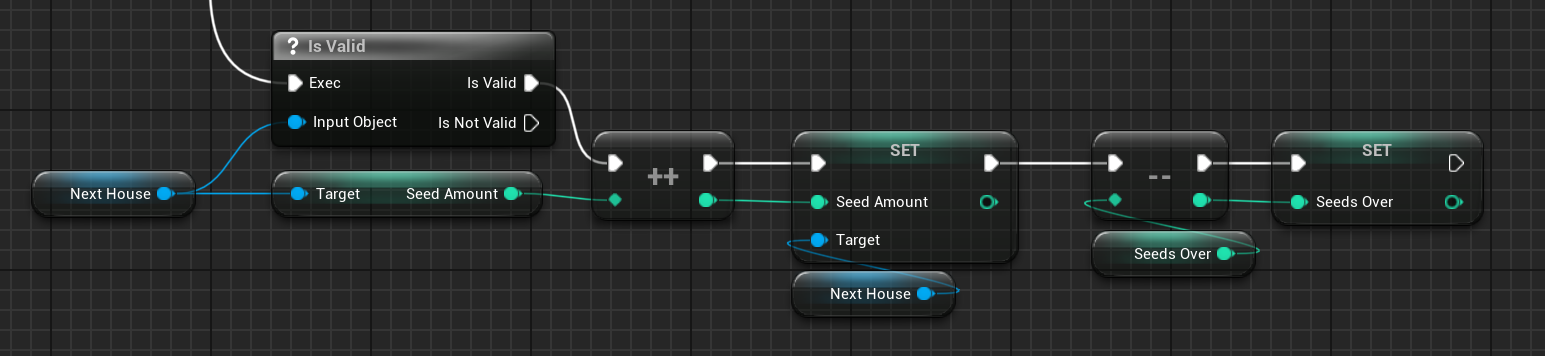 ? Is Valid
Exec
Is Valid
Input Object
Is Not Valid
Next House
Target
Seed Amount
++
SET
Seed Amount
Target
Next House
--
Seeds Over
SET
Seeds Over